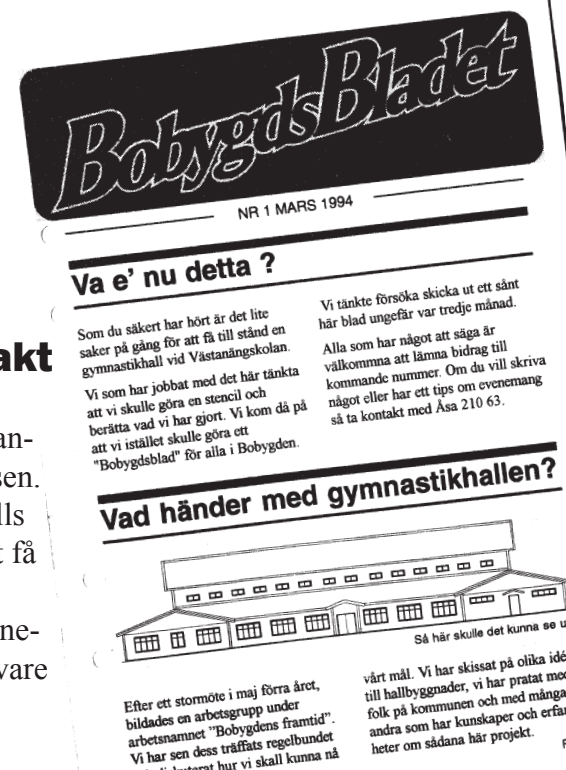 BobygdsBladet
NR 1 MARS 1994
Va e' nu detta ?
Som du säkert har hört är det lite
saker på gång för att få till stånd en
gymnastikhall vid Västanängskolan.
Vi som har jobbat med det här tänkta
att vi skulle göra en stencil och
berätta vad vi har gjort. Vi kom då på
att vi istället skulle göra ett
"Bobygdsblad" för alla i Bobygden.
Vi tänkte försöka skicka ut ett sånt
här blad ungefär var tredje månad.
Alla som har något att säga är
välkommna att lämna bidrag till
kommande nummer. Om du vill skriva
något eller har ett tips om evenemang
så ta kontakt med Åsa 210 63.
Vad händer med gymnastikhallen?
Så här skulle det kunna se u
Efter ett stormöte i maj förra året,
bildades en arbetsgrupp under
arbetsnamnet "Bobygdens framtid".
Vi har sen dess träffats regelbundet
hur vi skall kunna nå
vårt mål. Vi har skissat på olika idé
till hallbyggnader, vi har pratat med
folk på kommunen och med många
andra som har kunskaper och erfar
heter om sådana här projekt.
akt
an-
sen.
lls
t få
ne-
vare